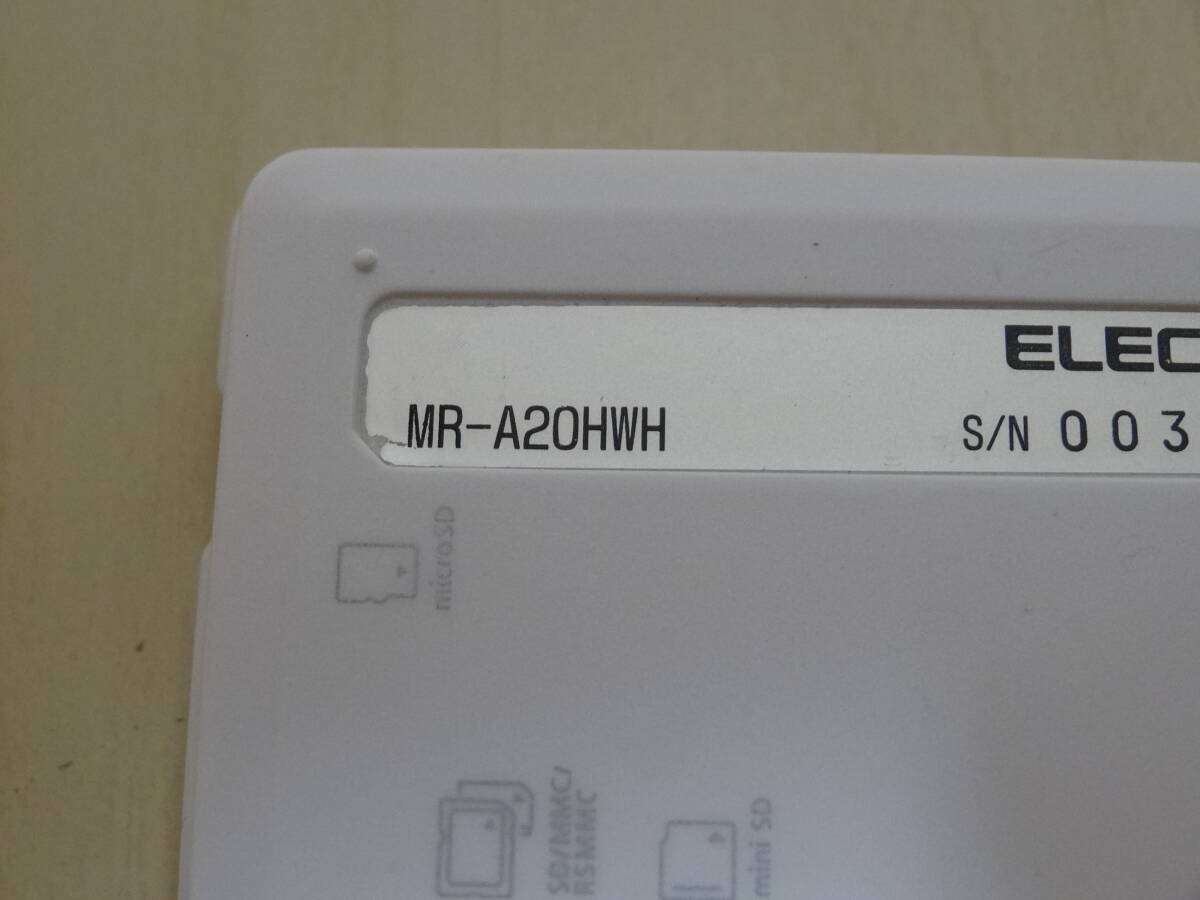 ELEC
MR-A20HWH
S/N 003
microSD
SD/MMC/
RSMMC
mini SD